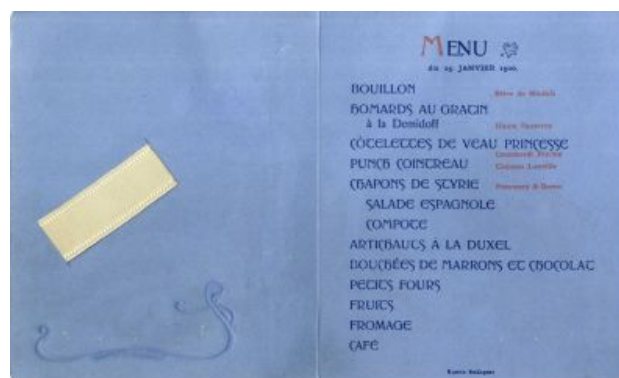 MENU
du 25. JANVIER 1900.
BOUILLON
HOMARDS AU GRATIN
à la Demidoff
CÔTELETTES DE VEAU PRINCESSE
PUNCH COINTREAU
CHAPONS DE STYRIE
SALADE ESPAGNOLE
COMPOTE
ARTICHAUTS À LA DUXEL
BOUCHÉES DE MARRONS ET CHOCOLAT
PETITS FOURS
FRUITS
FROMAGE
CAFÉ